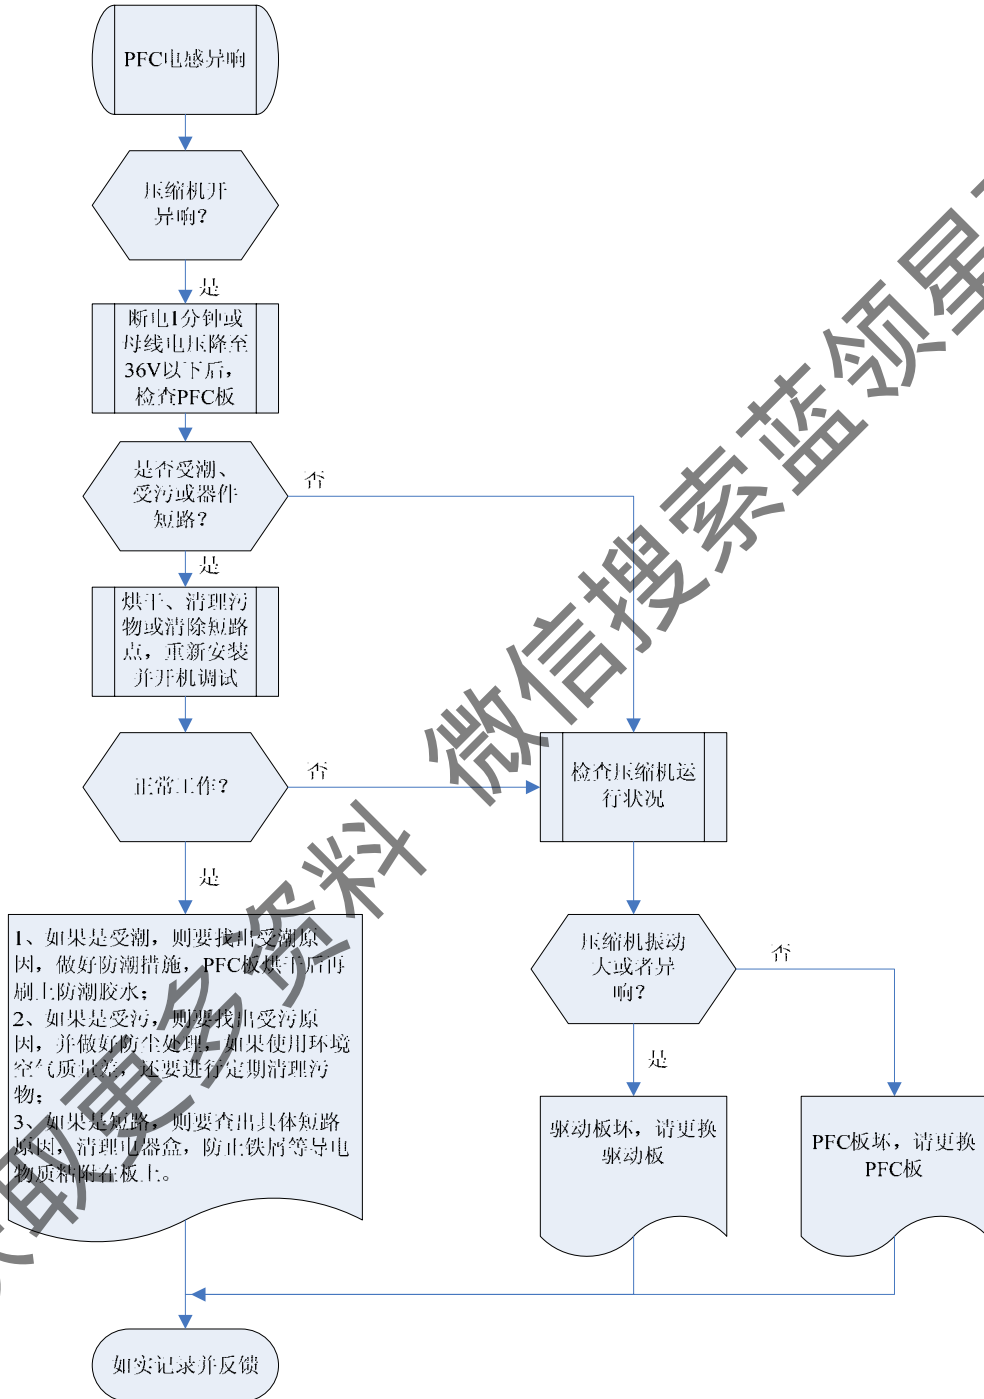 PFC电感异响
压缩机开
异响？
是
断电1分钟或
母线电压降至
36V以下后，
检查PFC板
是否受潮、
受污或器件
短路？
否
是
烘干、清理污
物或清除短路
点，重新安装
并开机调试
正常工作？
否
检查压缩机运
行状况
是
1、如果是受潮，则要找出受潮原
因，做好防潮措施，PFC板烘干后再
刷上防潮胶水；
2、如果是受污，则要找出受污原
因，并做好防尘处理，如果使用环境
空气质量差，还要进行定期清理污
物；
3、如果是短路，则要查出具体短路
原因，清理电器盒，防止铁屑等导电
物质粘附在板上。
压缩机振动
大或者异
响？
否
是
驱动板坏，请更换
驱动板
PFC板坏，请更换
PFC板
如实记录并反馈
取更多资料 微信搜索蓝领星